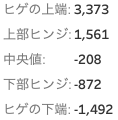 ヒゲの上端: 3,373
上部ヒンジ: 1,561
中央値: -208
下部ヒンジ: -872
ヒゲの下端: -1,492